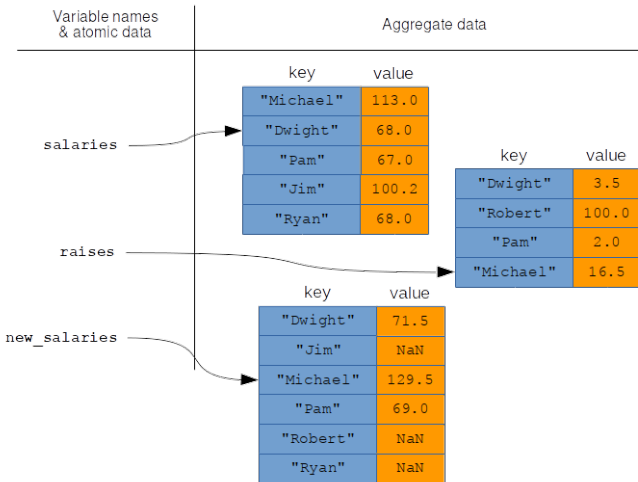 Variable names
& atomic data
Aggregate data
key value
"Michael" 113.0
"Dwight" 68.0
"Pam" 67.0
"Jim" 100.2
"Ryan" 68.0
salaries
key value
"Dwight" 3.5
"Robert" 100.0
"Pam" 2.0
"Michael" 16.5
raises
key value
"Dwight" 71.5
"Jim" NaN
"Michael" 129.5
"Pam" 69.0
"Robert" NaN
"Ryan" NaN
new_salaries